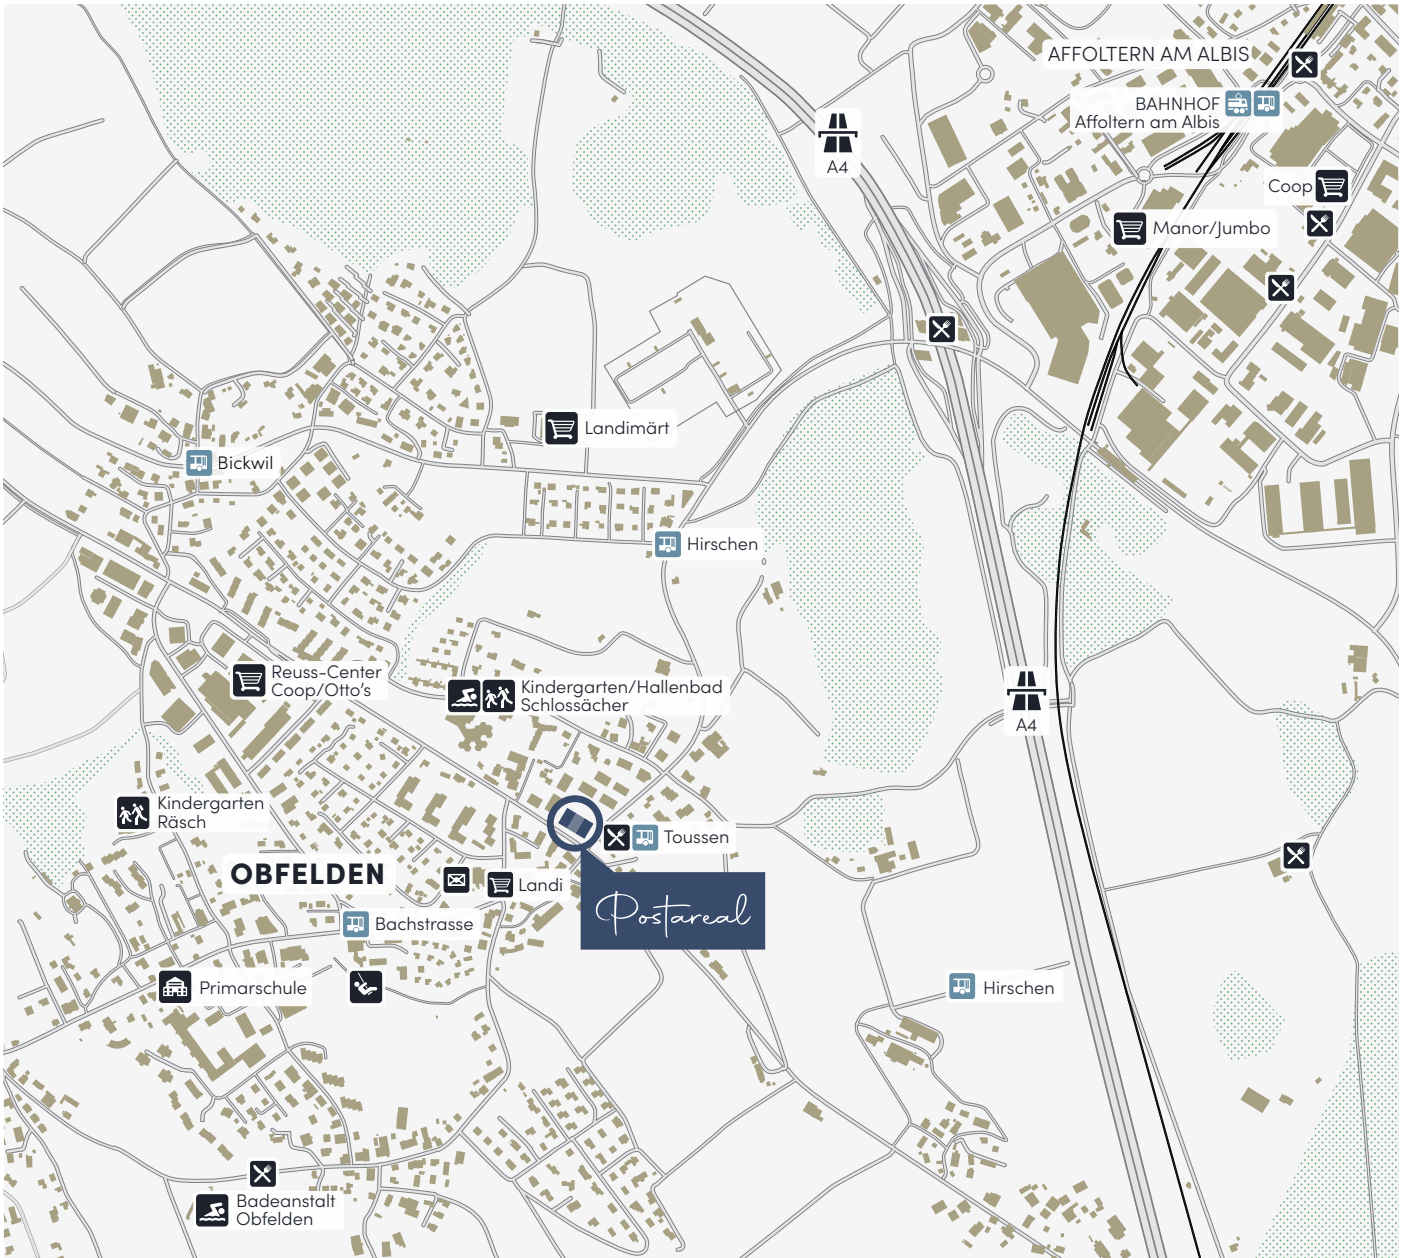 AFFOLTERN AM ALBIS
BAHNHOF
Affoltern am Albis
A4
Coop
Manor/Jumbo
Landimärt
Bickwil
Hirschen
Reuss-Center
Coop/Otto's
Kindergarten/Hallenbad
Schlossächer
A4
Kindergarten
Räsch
Toussen
OBFELDEN
Landi
Postareal
Bachstrasse
Primarschule
Hirschen
Badeanstalt
Obfelden